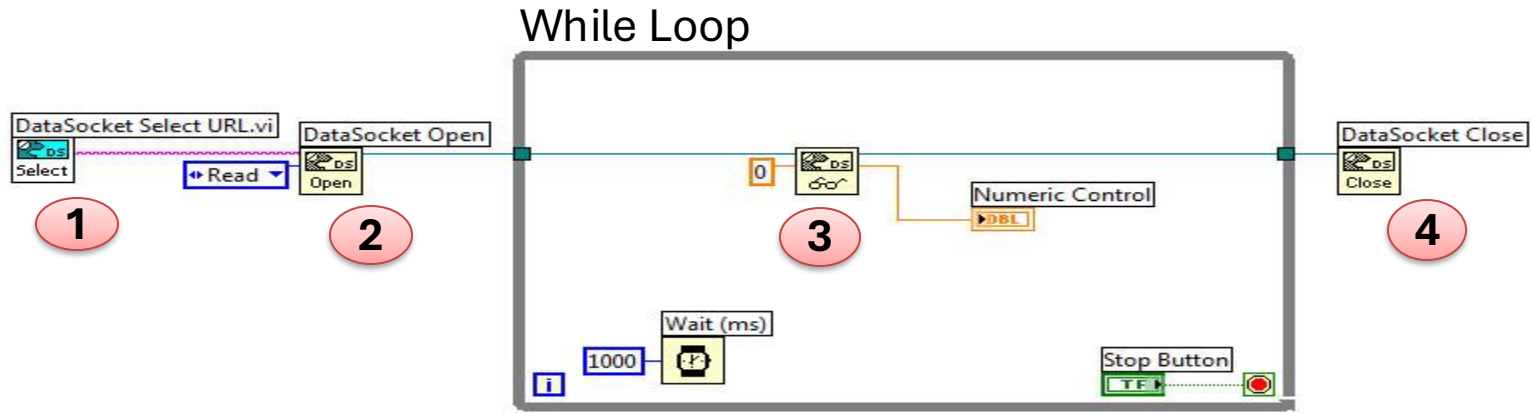 While Loop
DataSocket Select URL.vi
DS
Select
DataSocket Open
Read
DS
Open
0
DS
Numeric Control
DBL
DataSocket Close
DS
Close
1
2
3
4
Wait (ms)
1000
i
Stop Button
TF